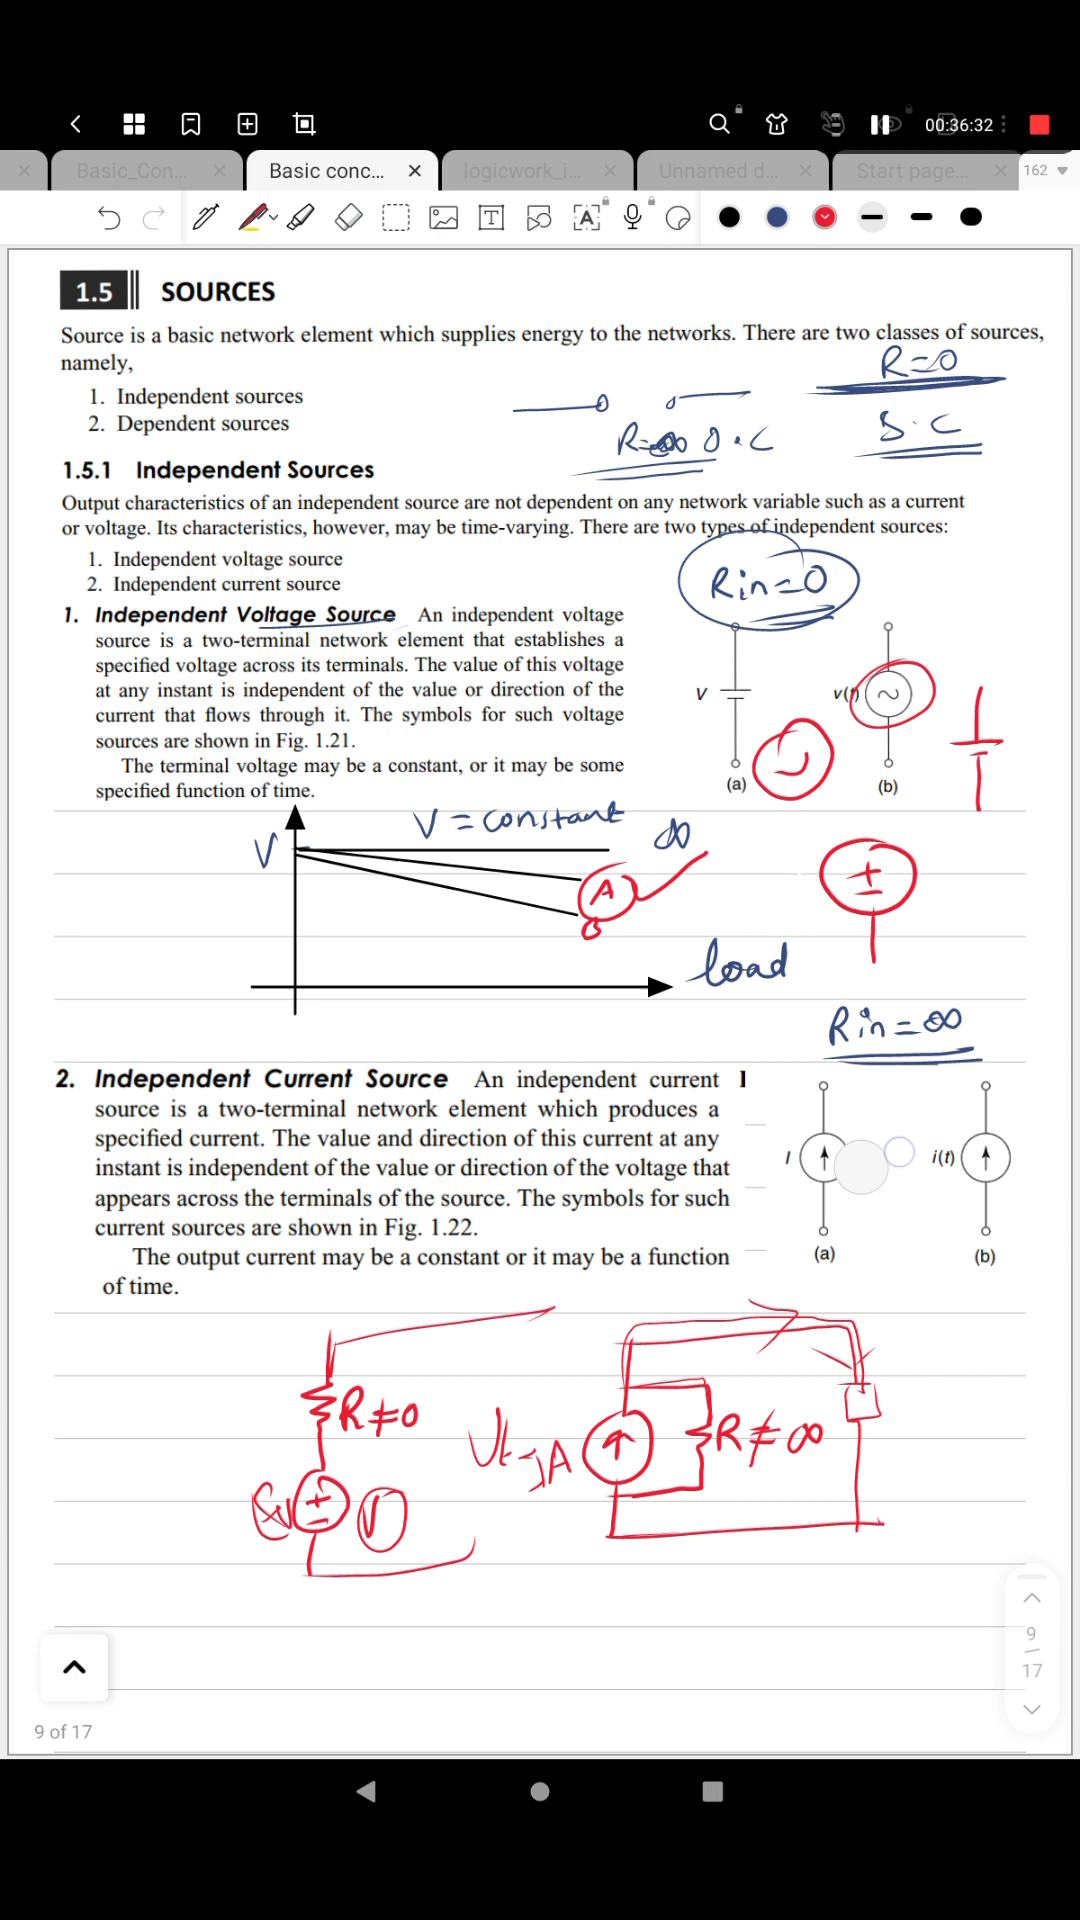 00:36:32
Basic_Con...
Basic conc...
logicwork_i...
Unnamed d...
Start page...
162
1.5 SOURCES
Source is a basic network element which supplies energy to the networks. There are two classes of sources,
namely,
R=0
1. Independent sources
2. Dependent sources
R=∞ O.C
S.C
1.5.1 Independent Sources
Output characteristics of an independent source are not dependent on any network variable such as a current
or voltage. Its characteristics, however, may be time-varying. There are two types of independent sources:
1. Independent voltage source
2. Independent current source
Rin=0
1. Independent Voltage Source An independent voltage
source is a two-terminal network element that establishes a
specified voltage across its terminals. The value of this voltage
at any instant is independent of the value or direction of the
current that flows through it. The symbols for such voltage
sources are shown in Fig. 1.21.
The terminal voltage may be a constant, or it may be some
specified function of time.
V
v(t)
(a)
(b)
V = constant
V
∞
A
B
load
Rin=∞
2. Independent Current Source An independent current
source is a two-terminal network element which produces a
specified current. The value and direction of this current at any
instant is independent of the value or direction of the voltage that
appears across the terminals of the source. The symbols for such
current sources are shown in Fig. 1.22.
The output current may be a constant or it may be a function
of time.
I
i(t)
(a)
(b)
R≠0
R≠∞
9
17
9 of 17